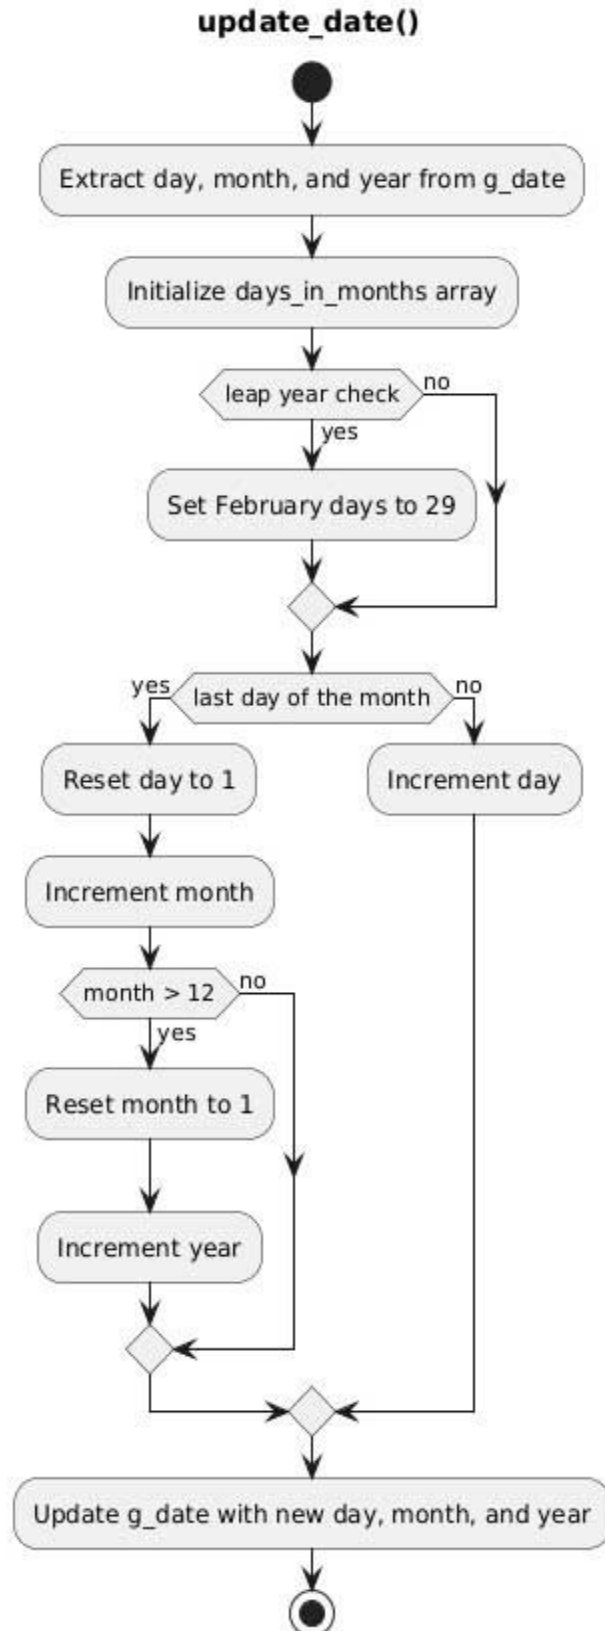 update_date()
Extract day, month, and year from g_date
Initialize days_in_months array
leap year check
no
yes
Set February days to 29
yes
last day of the month
no
Reset day to 1
Increment day
Increment month
month > 12
no
yes
Reset month to 1
Increment year
Update g_date with new day, month, and year